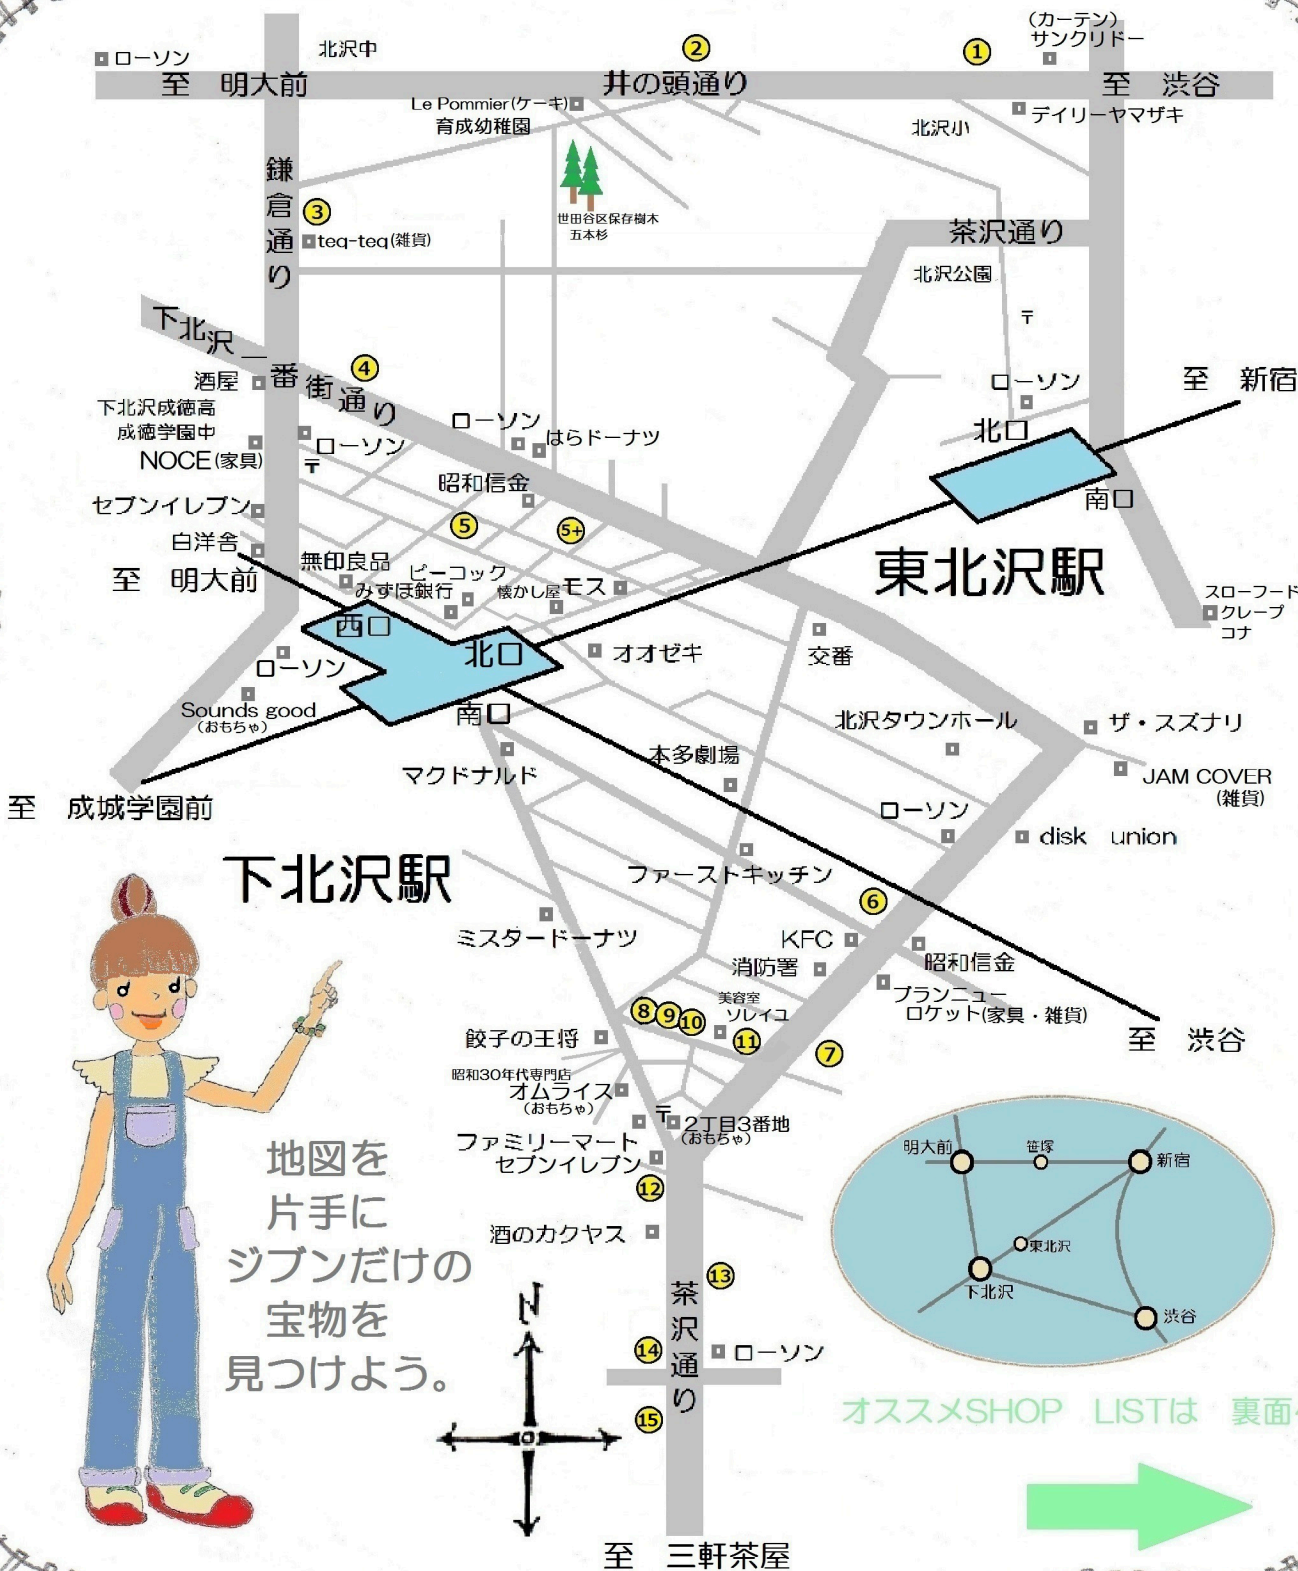 (カーテン)
サンクリドー
ローソン
北沢中
②
①
至 明大前
井の頭通り
至 渋谷
Le Pommier(ケーキ)
育成幼稚園
デイリーヤマザキ
北沢小
鎌倉通り
③
teq-teq(雑貨)
世田谷区保存樹木
五本杉
茶沢通り
北沢公園
〒
下北沢一番街通り
④
酒屋
下北沢成徳高
成徳学園中
NOCE(家具)
ローソン
〒
ローソン
はらドーナツ
昭和信金
ローソン
至 新宿
北口
南口
東北沢駅
セブンイレブン
白洋舎
至 明大前
⑤
5+
無印良品
ピーコック
みずほ銀行
懐かし屋
モス
スローフード
クレープ
コナ
西口
北口
南口
オオゼキ
交番
ローソン
Sounds good
(おもちゃ)
至 成城学園前
マクドナルド
本多劇場
北沢タウンホール
ザ・スズナリ
JAM COVER
(雑貨)
ローソン
disk union
下北沢駅
ファーストキッチン
⑥
ミスタードーナツ
KFC
消防署
昭和信金
ブランニュー
ロケット(家具・雑貨)
至 渋谷
美容室
ソレイユ
⑧
⑨
⑩
⑪
⑦
餃子の王将
昭和30年代専門店
オムライス
(おもちゃ)
〒
2丁目3番地
(おもちゃ)
ファミリーマート
セブンイレブン
⑫
酒のカクヤス
⑬
茶沢通り
⑭
ローソン
⑮
至 三軒茶屋
地図を
片手に
ジブンだけの
宝物を
見つけよう。
N
明大前
笹塚
新宿
東北沢
下北沢
渋谷
オススメSHOP LISTは 裏面へ